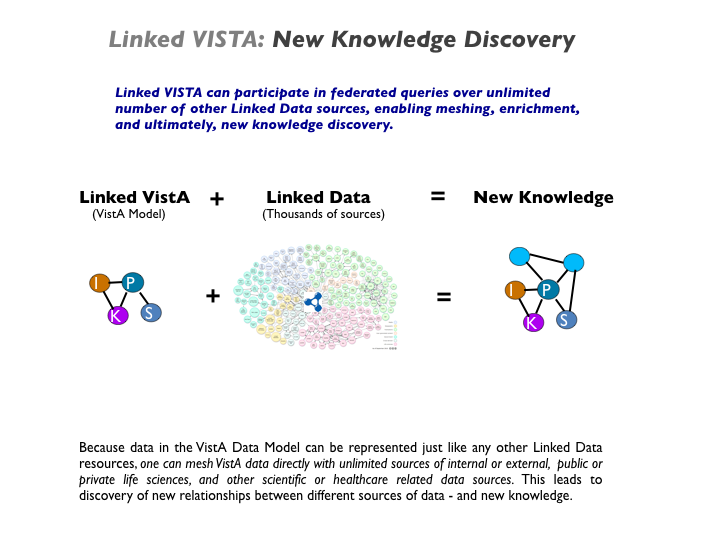 Linked VISTA: New Knowledge Discovery
Linked VISTA can participate in federated queries over unlimited
number of other Linked Data sources, enabling meshing, enrichment,
and ultimately, new knowledge discovery.
Linked VistA + Linked Data = New Knowledge
(VistA Model) (Thousands of sources)
I P K S + = I P K S
Because data in the VistA Data Model can be represented just like any other Linked Data
resources, one can mesh VistA data directly with unlimited sources of internal or external, public or
private life sciences, and other scientific or healthcare related data sources. This leads to
discovery of new relationships between different sources of data - and new knowledge.